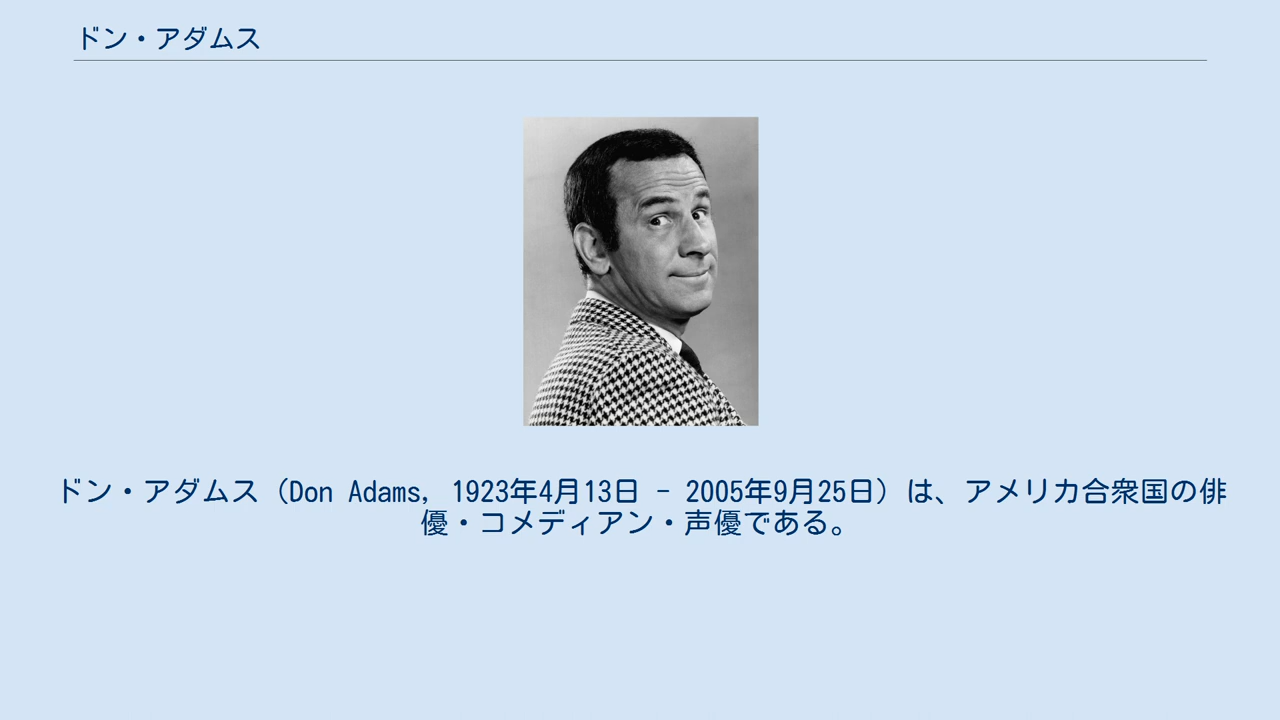 ドン・アダムス
ドン・アダムス（Don Adams, 1923年4月13日 - 2005年9月25日）は、アメリカ合衆国の俳
優・コメディアン・声優である。